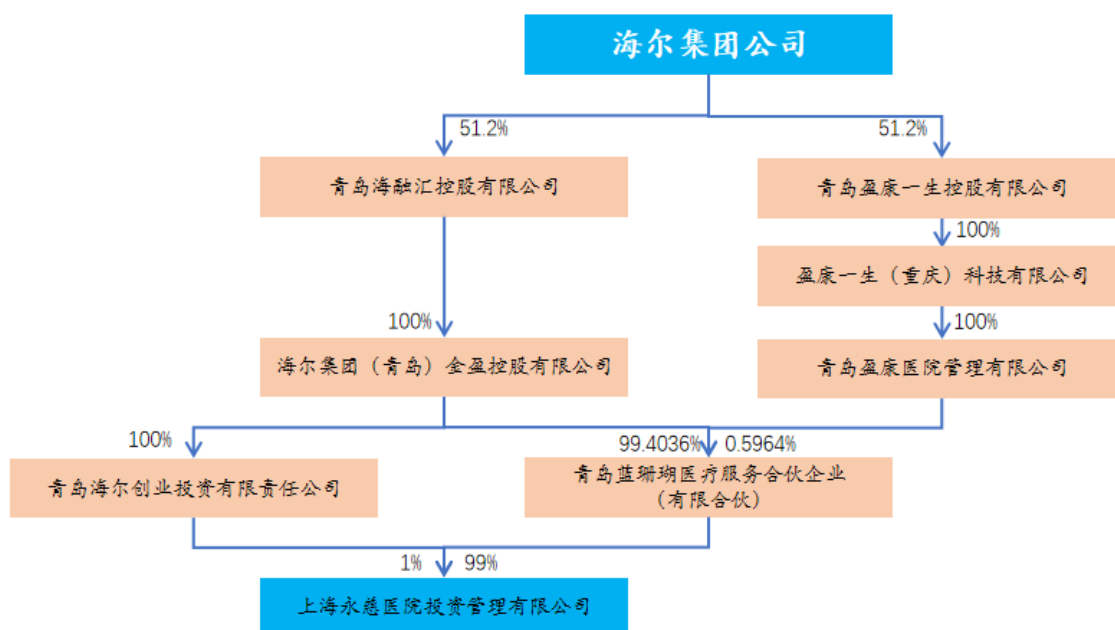 海尔集团公司
51.2%
51.2%
青岛海融汇控股有限公司
青岛盈康一生控股有限公司
100%
盈康一生（重庆）科技有限公司
100%
100%
海尔集团（青岛）金盈控股有限公司
青岛盈康医院管理有限公司
100%
99.4036%
0.5964%
青岛海尔创业投资有限责任公司
青岛蓝珊瑚医疗服务合伙企业
（有限合伙）
1%
99%
上海永慈医院投资管理有限公司